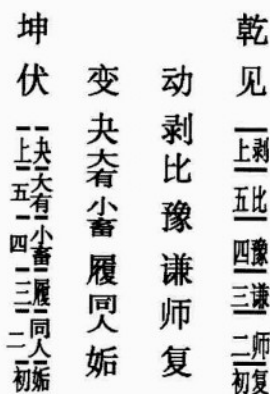 乾见
上剥
五比
四豫
三谦
二师
初复
动剥比豫谦师复
变夬大有小畜履同人姤
坤伏
上夬
五大有
四小畜
三履
二同人
初姤